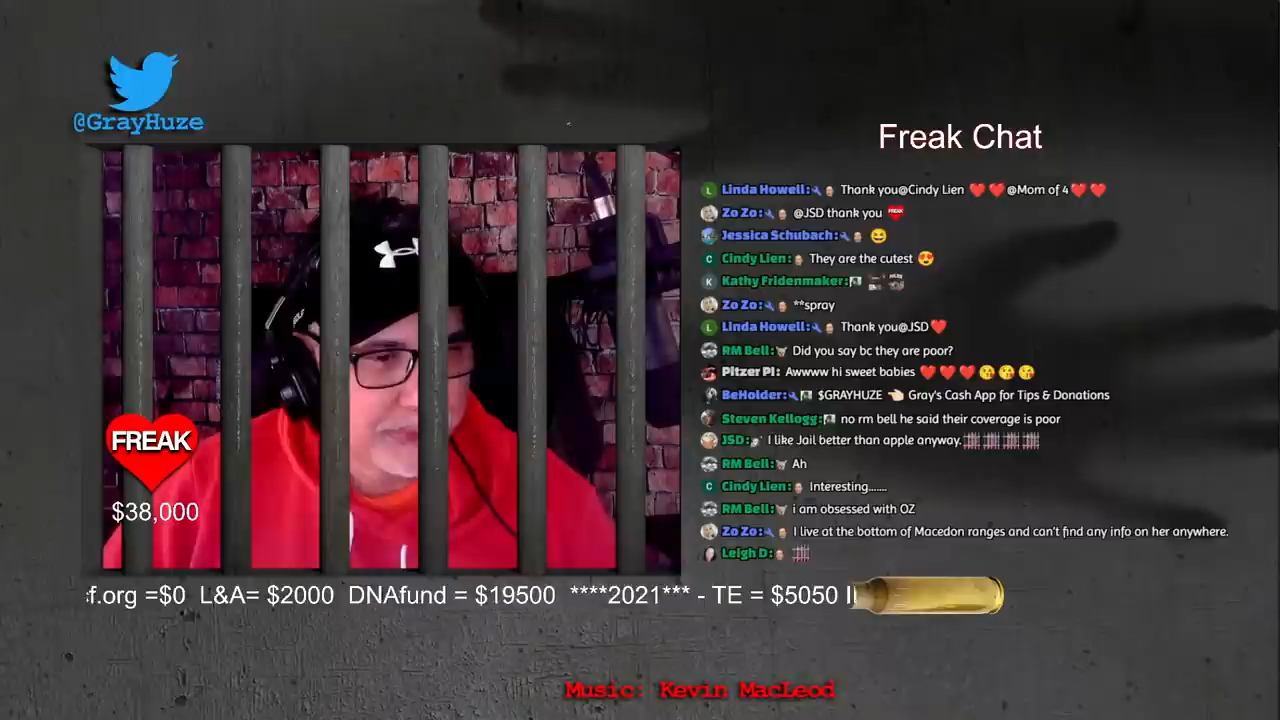 @GrayHuze
Freak Chat
Linda Howell: Thank you@Cindy Lien @Mom of 4
Zo Zo: @JSD thank you FREAK
Jessica Schubach:
Cindy Lien: They are the cutest
Kathy Fridenmaker:
Zo Zo: **spray
Linda Howell: Thank you@JSD
RM Bell: Did you say bc they are poor?
Pitzer Pi: Awwww hi sweet babies
BeHolder: $GRAYHUZE Gray's Cash App for Tips & Donations
Steven Kellogg: no rm bell he said their coverage is poor
JSD: I like Jail better than apple anyway.
RM Bell: Ah
Cindy Lien: Interesting.......
RM Bell: i am obsessed with OZ
Zo Zo: I live at the bottom of Macedon ranges and can't find any info on her anywhere.
Leigh D:
FREAK
$38,000
f.org =$0 L&A= $2000 DNAfund = $19500 ****2021*** - TE = $5050
Music: Kevin MacLeod